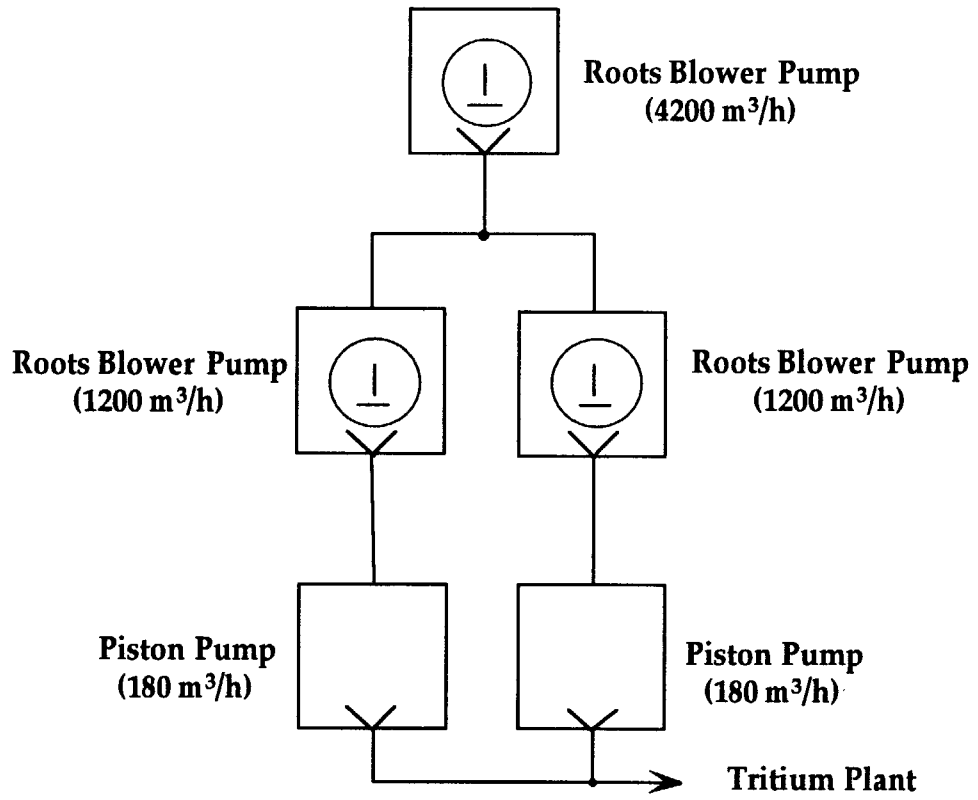 Roots Blower Pump
(4200 m³/h)
Roots Blower Pump
(1200 m³/h)
Roots Blower Pump
(1200 m³/h)
Piston Pump
(180 m³/h)
Piston Pump
(180 m³/h)
Tritium Plant